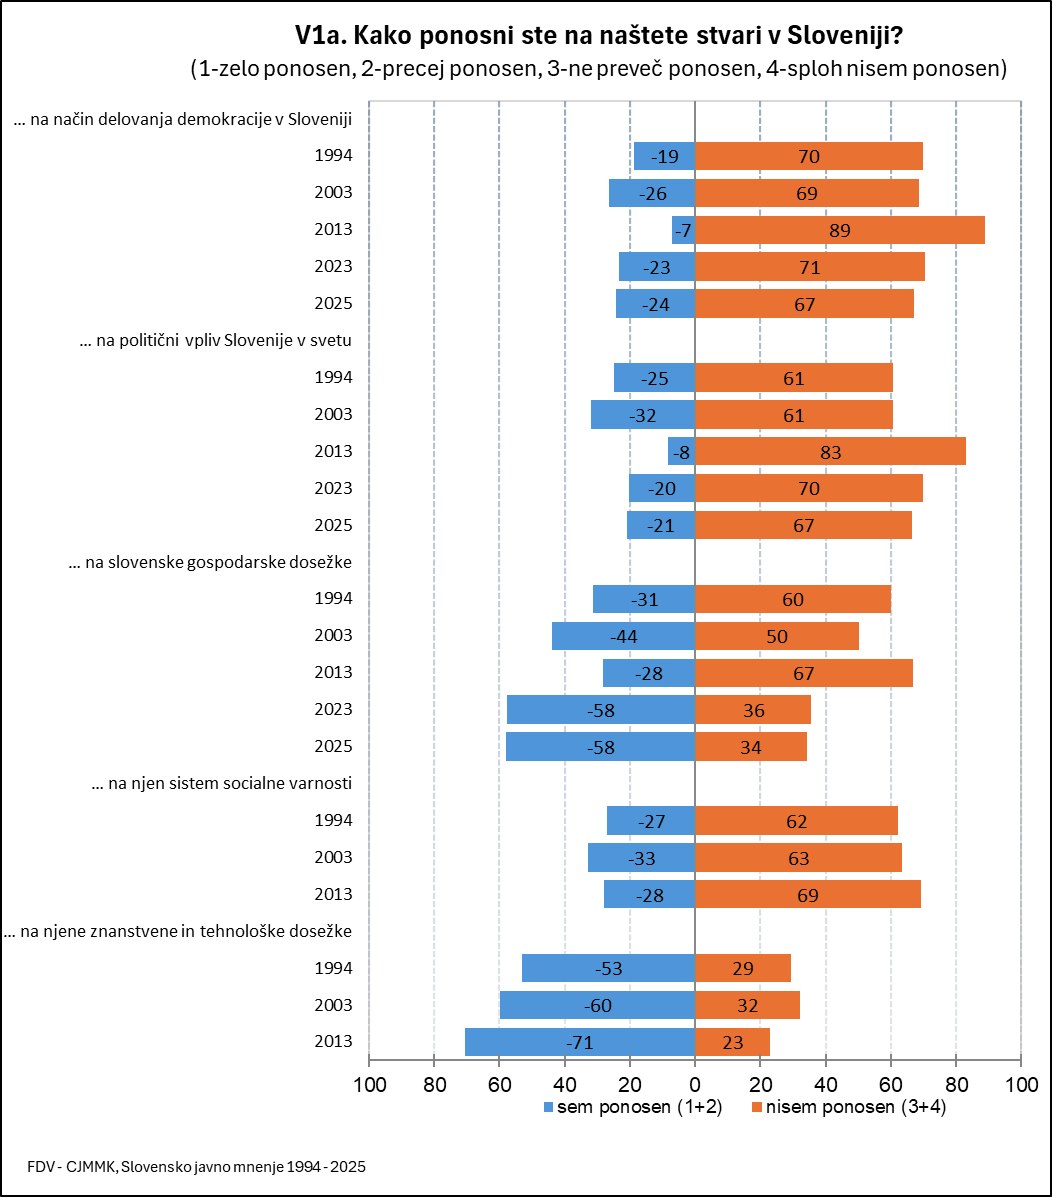 V1a. Kako ponosni ste na naštete stvari v Sloveniji?
(1-zelo ponosen, 2-precej ponosen, 3-ne preveč ponosen, 4-sploh nisem ponosen)
... na način delovanja demokracije v Sloveniji
1994 -19 70
2003 -26 69
2013 -7 89
2023 -23 71
2025 -24 67
... na politični vpliv Slovenije v svetu
1994 -25 61
2003 -32 61
2013 -8 83
2023 -20 70
2025 -21 67
... na slovenske gospodarske dosežke
1994 -31 60
2003 -44 50
2013 -28 67
2023 -58 36
2025 -58 34
... na njen sistem socialne varnosti
1994 -27 62
2003 -33 63
2013 -28 69
... na njene znanstvene in tehnološke dosežke
1994 -53 29
2003 -60 32
2013 -71 23
100 80 60 40 20 0 20 40 60 80 100
sem ponosen (1+2) nisem ponosen (3+4)
FDV - CJMMK, Slovensko javno mnenje 1994 - 2025